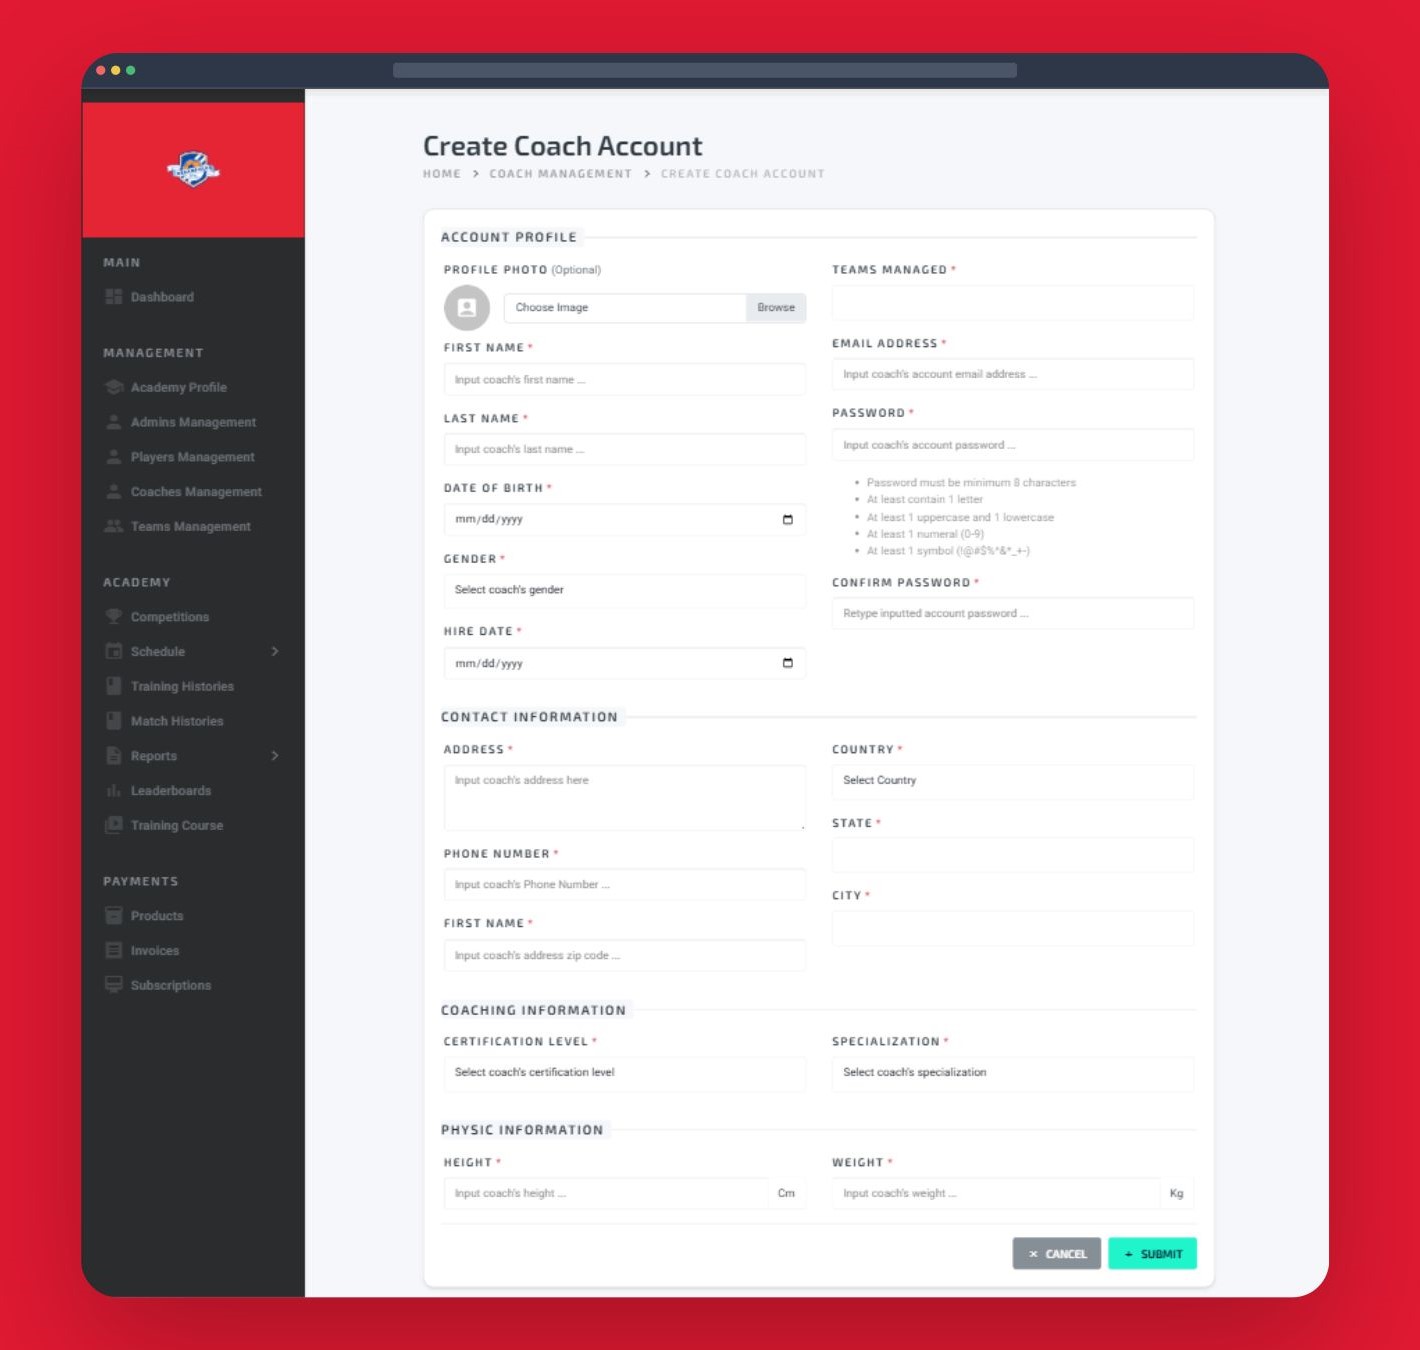 MAIN
Dashboard
MANAGEMENT
Academy Profile
Admins Management
Players Management
Coaches Management
Teams Management
ACADEMY
Competitions
Schedule
Training Histories
Match Histories
Reports
Leaderboards
Training Course
PAYMENTS
Products
Invoices
Subscriptions
Create Coach Account
HOME > COACH MANAGEMENT > CREATE COACH ACCOUNT
ACCOUNT PROFILE
PROFILE PHOTO (Optional)
Choose Image Browse
FIRST NAME *
Input coach's first name ...
LAST NAME *
Input coach's last name ...
DATE OF BIRTH *
mm/dd/yyyy
GENDER *
Select coach's gender
HIRE DATE *
mm/dd/yyyy
TEAMS MANAGED *
EMAIL ADDRESS *
Input coach's account email address ...
PASSWORD *
Input coach's account password ...
• Password must be minimum 8 characters
• At least contain 1 letter
• At least 1 uppercase and 1 lowercase
• At least 1 numeral (0-9)
• At least 1 symbol (!@#$%^&*_+-)
CONFIRM PASSWORD *
Retype inputted account password ...
CONTACT INFORMATION
ADDRESS *
Input coach's address here
PHONE NUMBER *
Input coach's Phone Number ...
FIRST NAME *
Input coach's address zip code ...
COUNTRY *
Select Country
STATE *
CITY *
COACHING INFORMATION
CERTIFICATION LEVEL *
Select coach's certification level
SPECIALIZATION *
Select coach's specialization
PHYSIC INFORMATION
HEIGHT *
Input coach's height ... Cm
WEIGHT *
Input coach's weight ... Kg
× CANCEL
+ SUBMIT